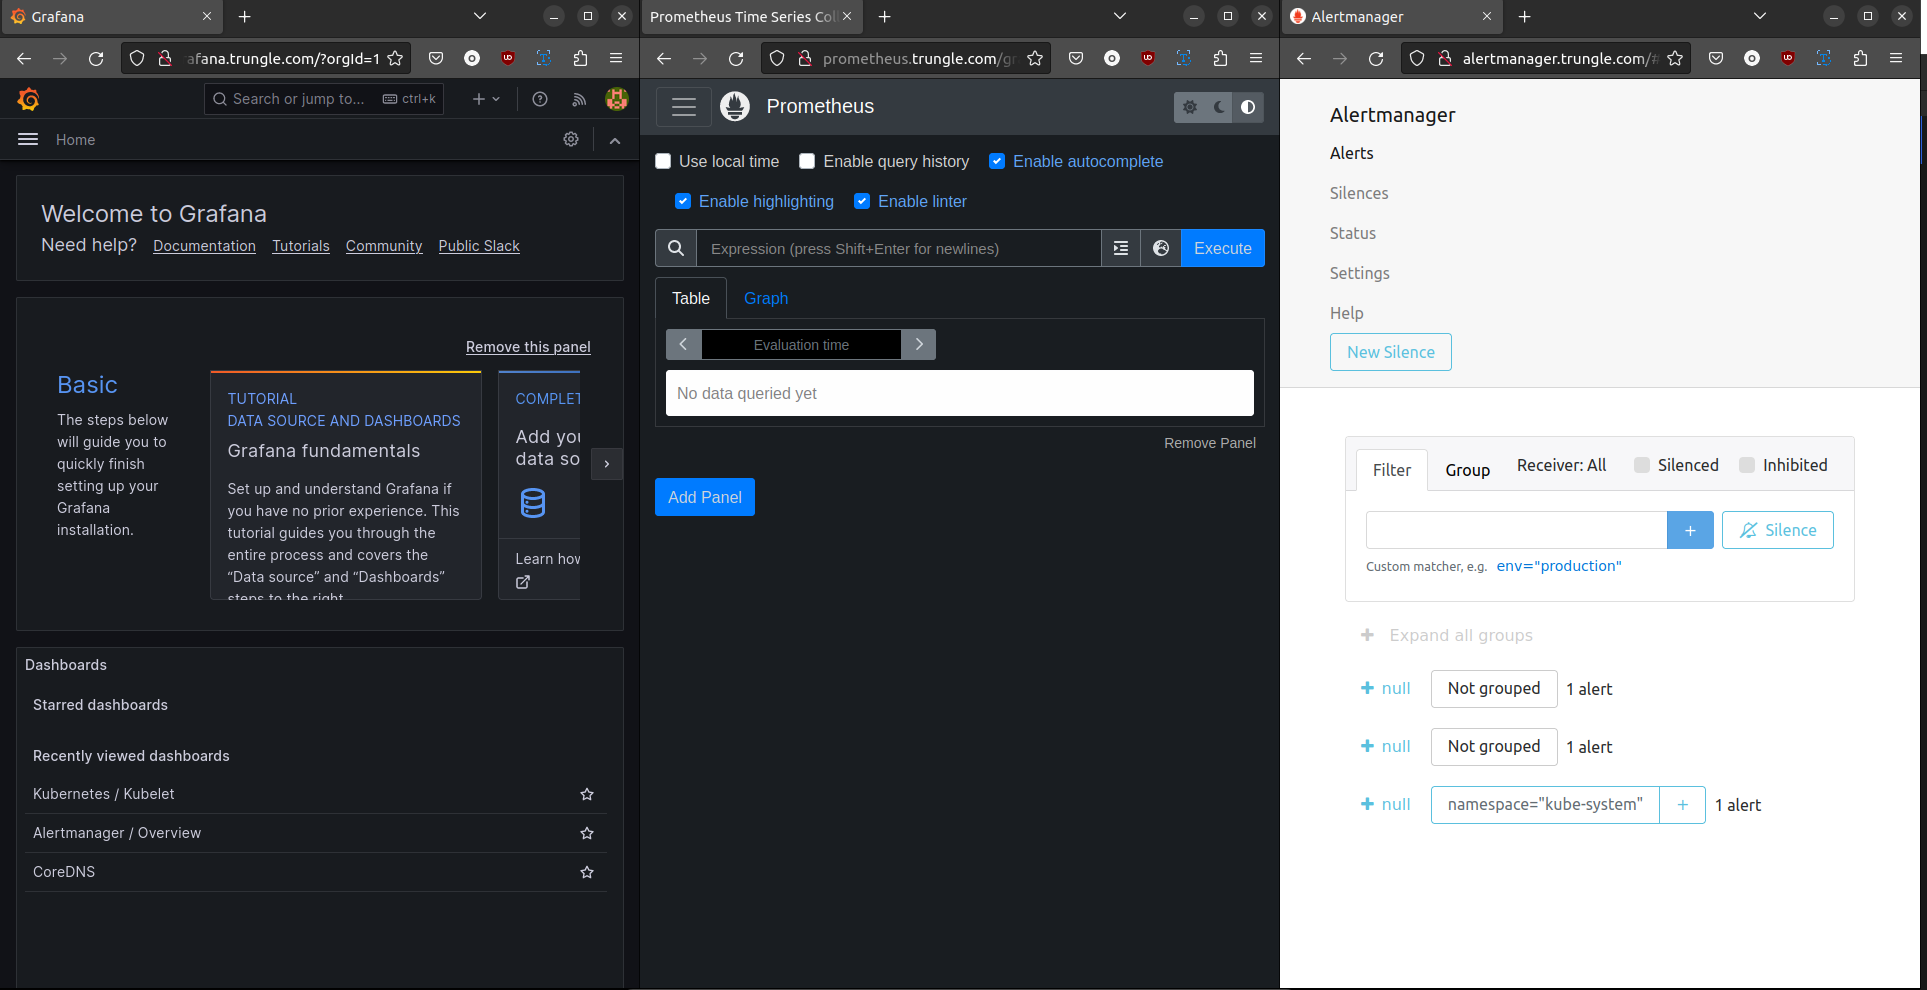 Grafana
afana.trungle.com/?orgId=1
Search or jump to...
ctrl+k
Home
Welcome to Grafana
Need help? Documentation Tutorials Community Public Slack
Remove this panel
Basic
The steps below
will guide you to
quickly finish
setting up your
Grafana
installation.
TUTORIAL
DATA SOURCE AND DASHBOARDS
Grafana fundamentals
Set up and understand Grafana if
you have no prior experience. This
tutorial guides you through the
entire process and covers the
“Data source” and “Dashboards”
steps to the right.
COMPLET
Add you
data so
Learn how
Dashboards
Starred dashboards
Recently viewed dashboards
Kubernetes / Kubelet
Alertmanager / Overview
CoreDNS
Prometheus Time Series Coll
prometheus.trungle.com/gr
Prometheus
Use local time Enable query history Enable autocomplete
Enable highlighting Enable linter
Expression (press Shift+Enter for newlines)
Execute
Table Graph
Evaluation time
No data queried yet
Remove Panel
Add Panel
Alertmanager
alertmanager.trungle.com/#
Alertmanager
Alerts
Silences
Status
Settings
Help
New Silence
Filter Group Receiver: All Silenced Inhibited
+ Silence
Custom matcher, e.g. env="production"
+ Expand all groups
+ null Not grouped 1 alert
+ null Not grouped 1 alert
+ null namespace="kube-system" + 1 alert